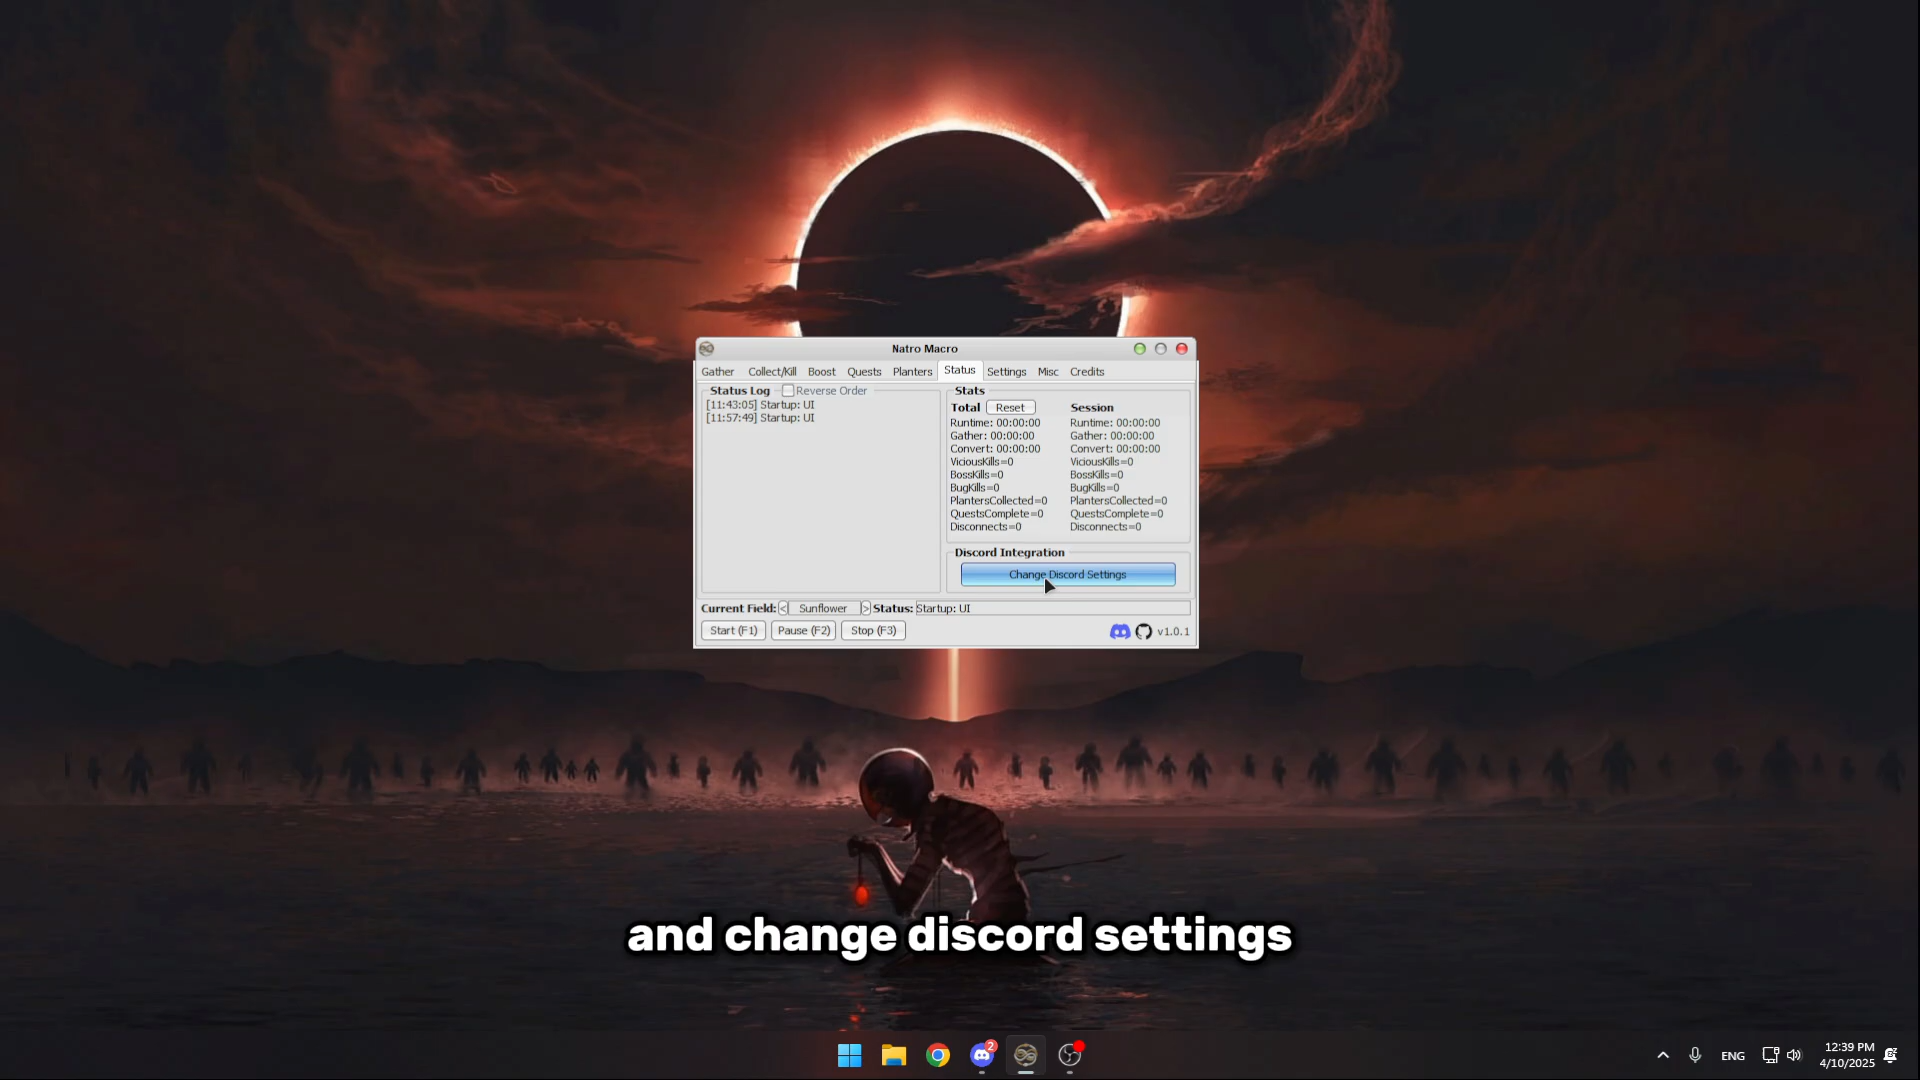 Natro Macro
Gather Collect/Kill Boost Quests Planters Status Settings Misc Credits
Status Log Reverse Order
[11:43:05] Startup: UI
[11:57:49] Startup: UI
Stats
Total Reset Session
Runtime: 00:00:00 Runtime: 00:00:00
Gather: 00:00:00 Gather: 00:00:00
Convert: 00:00:00 Convert: 00:00:00
ViciousKills=0 ViciousKills=0
BossKills=0 BossKills=0
BugKills=0 BugKills=0
PlantersCollected=0 PlantersCollected=0
QuestsComplete=0 QuestsComplete=0
Disconnects=0 Disconnects=0
Discord Integration
Change Discord Settings
Current Field: < Sunflower > Status: Startup: UI
Start (F1) Pause (F2) Stop (F3) v1.0.1
and change discord settings
2
ENG
12:39 PM
4/10/2025